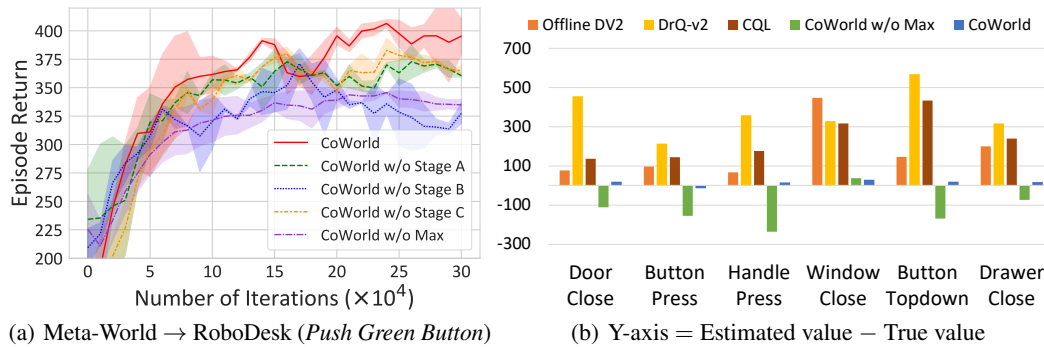 400
375
350
325
300
275
250
225
200
Episode Return
0 5 10 15 20 25 30
Number of Iterations (×10⁴)
CoWorld
CoWorld w/o Stage A
CoWorld w/o Stage B
CoWorld w/o Stage C
CoWorld w/o Max
(a) Meta-World → RoboDesk (Push Green Button)
Offline DV2 DrQ-v2 CQL CoWorld w/o Max CoWorld
700
500
300
100
-100
-300
Door Button Handle Window Button Drawer
Close Press Press Close Topdown Close
(b) Y-axis = Estimated value − True value